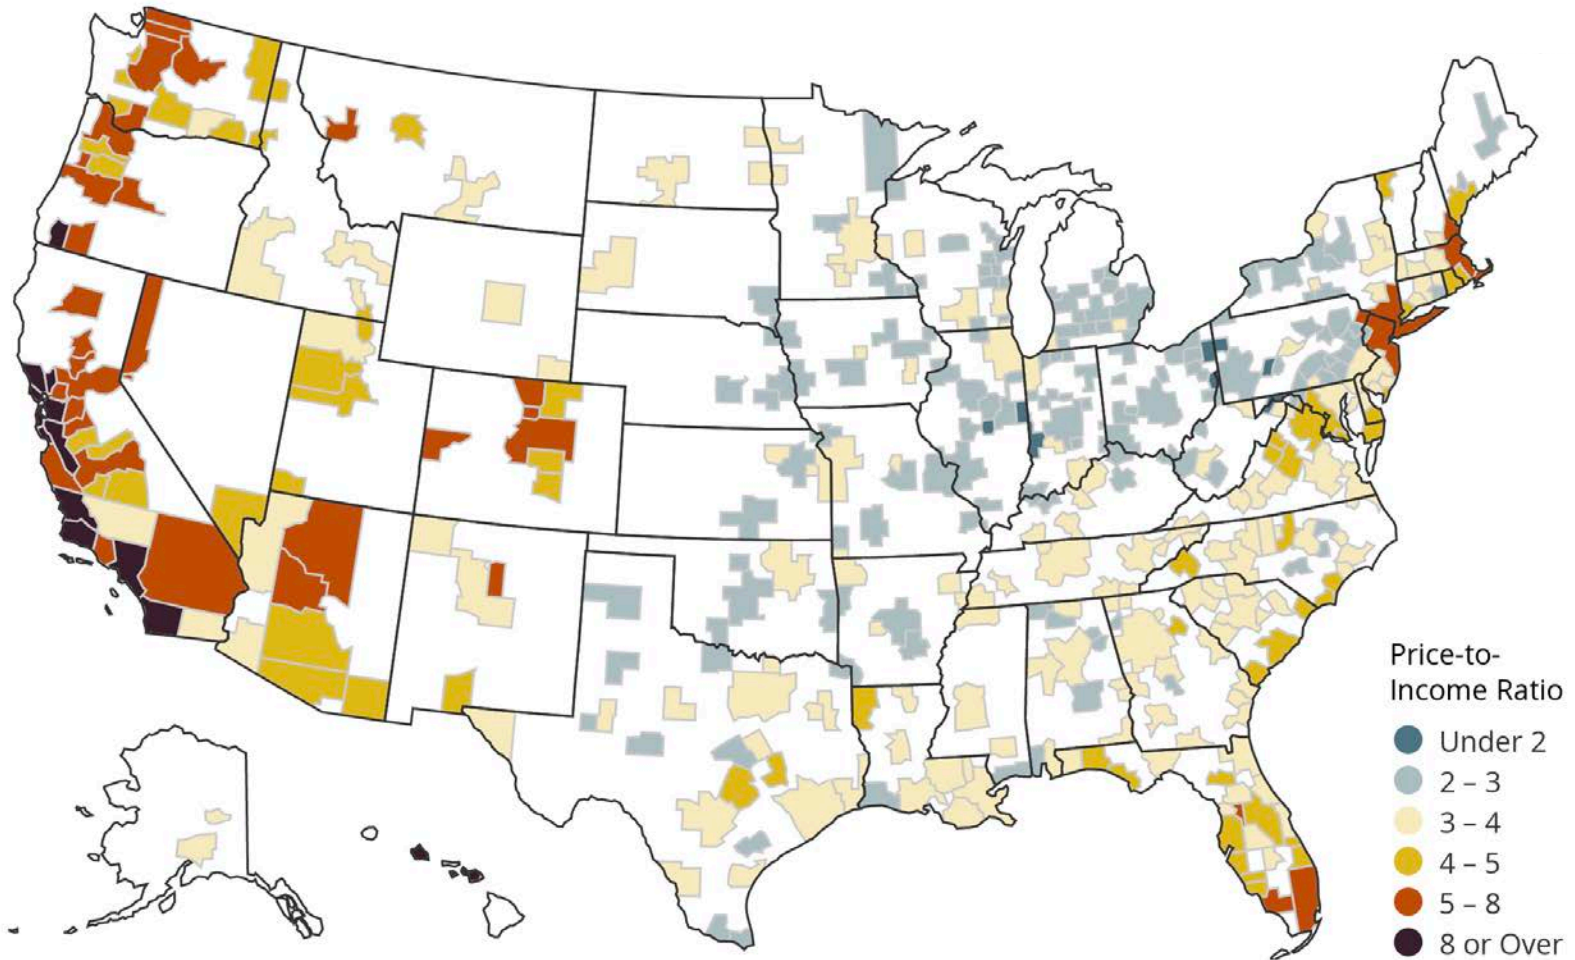 Price-to-
Income Ratio
Under 2
2 – 3
3 – 4
4 – 5
5 – 8
8 or Over